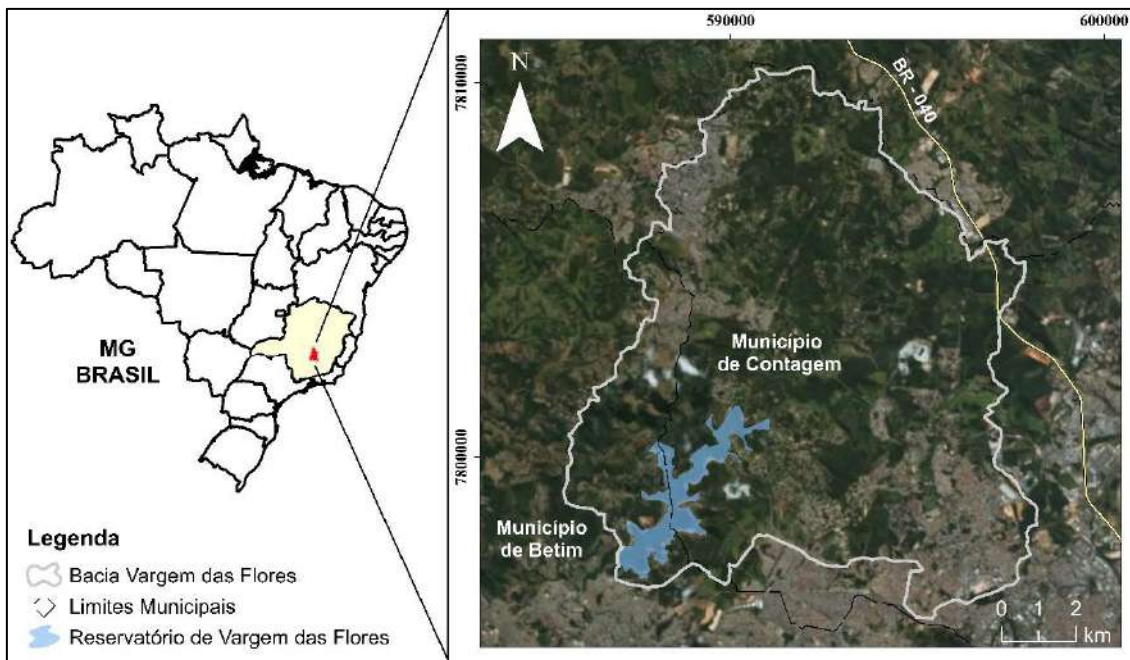 MG
BRASIL
Legenda
Bacia Vargem das Flores
Limites Municipais
Reservatório de Vargem das Flores
590000
600000
7810000
7800000
N
BR - 040
Município
de Contagem
Município
de Betim
0 1 2
km